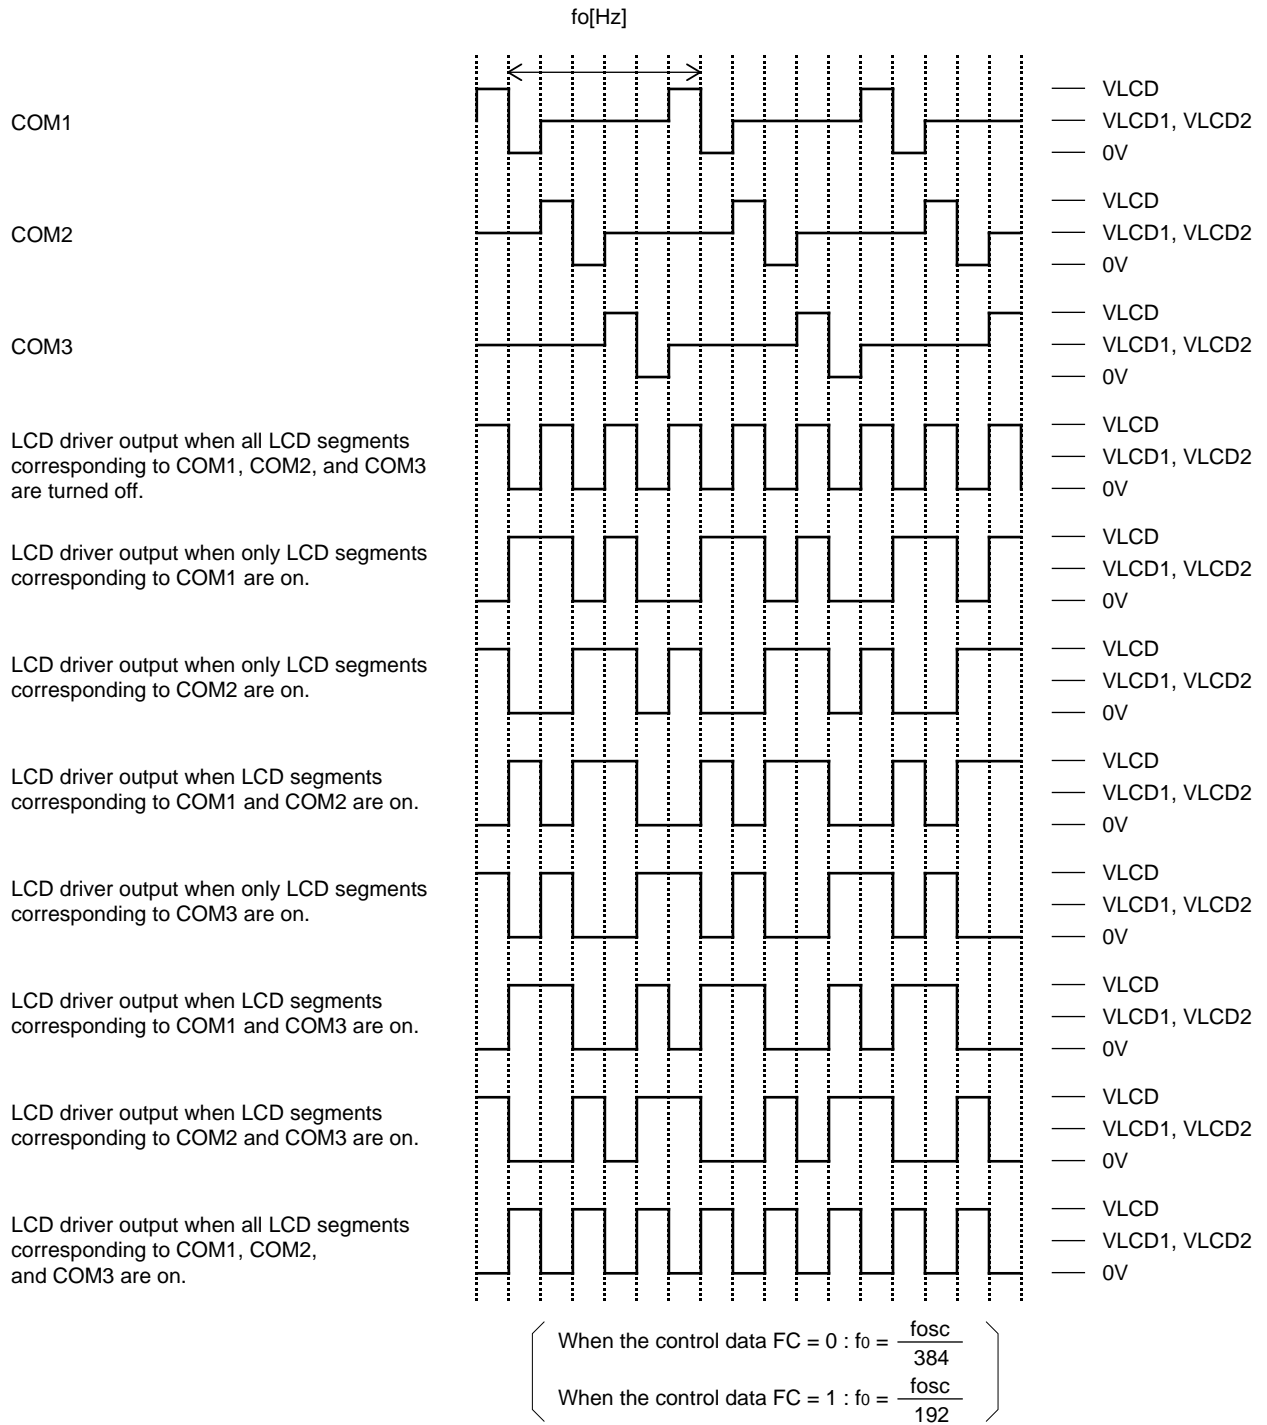 fo[Hz]
VLCD
COM1
VLCD1, VLCD2
0V
VLCD
COM2
VLCD1, VLCD2
0V
VLCD
COM3
VLCD1, VLCD2
0V
LCD driver output when all LCD segments
corresponding to COM1, COM2, and COM3
are turned off.
VLCD
VLCD1, VLCD2
0V
LCD driver output when only LCD segments
corresponding to COM1 are on.
VLCD
VLCD1, VLCD2
0V
LCD driver output when only LCD segments
corresponding to COM2 are on.
VLCD
VLCD1, VLCD2
0V
LCD driver output when LCD segments
corresponding to COM1 and COM2 are on.
VLCD
VLCD1, VLCD2
0V
LCD driver output when only LCD segments
corresponding to COM3 are on.
VLCD
VLCD1, VLCD2
0V
LCD driver output when LCD segments
corresponding to COM1 and COM3 are on.
VLCD
VLCD1, VLCD2
0V
LCD driver output when LCD segments
corresponding to COM2 and COM3 are on.
VLCD
VLCD1, VLCD2
0V
LCD driver output when all LCD segments
corresponding to COM1, COM2,
and COM3 are on.
VLCD
VLCD1, VLCD2
0V
When the control data FC = 0 : f0 = fosc
384
When the control data FC = 1 : f0 = fosc
192